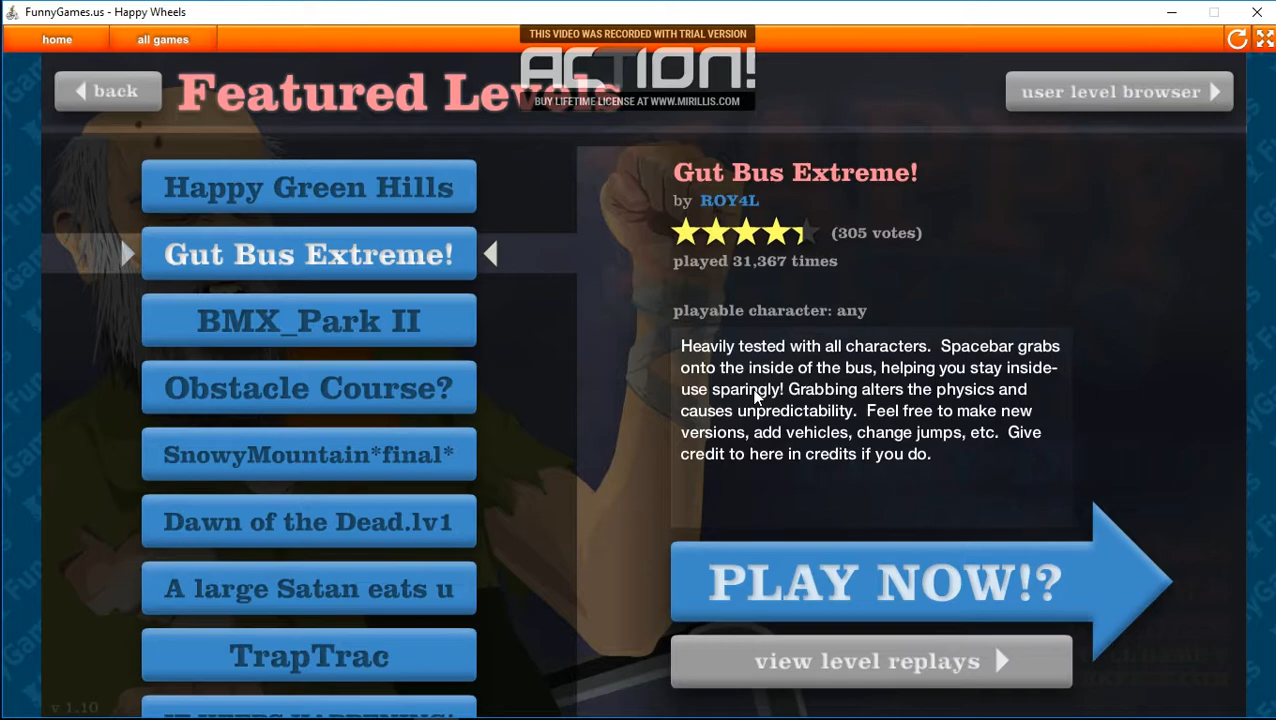 FunnyGames.us - Happy Wheels
home
all games
THIS VIDEO WAS RECORDED WITH TRIAL VERSION
ACTION!
BUY LIFETIME LICENSE AT WWW.MIRILLIS.COM
back
Featured Levels
user level browser
Happy Green Hills
Gut Bus Extreme!
BMX_Park II
Obstacle Course?
SnowyMountain*final*
Dawn of the Dead.lv1
A large Satan eats u
TrapTrac
v 1.10
Gut Bus Extreme!
by ROY4L
(305 votes)
played 31,367 times
playable character: any
Heavily tested with all characters. Spacebar grabs
onto the inside of the bus, helping you stay inside-
use sparingly! Grabbing alters the physics and
causes unpredictability. Feel free to make new
versions, add vehicles, change jumps, etc. Give
credit to here in credits if you do.
PLAY NOW!?
view level replays